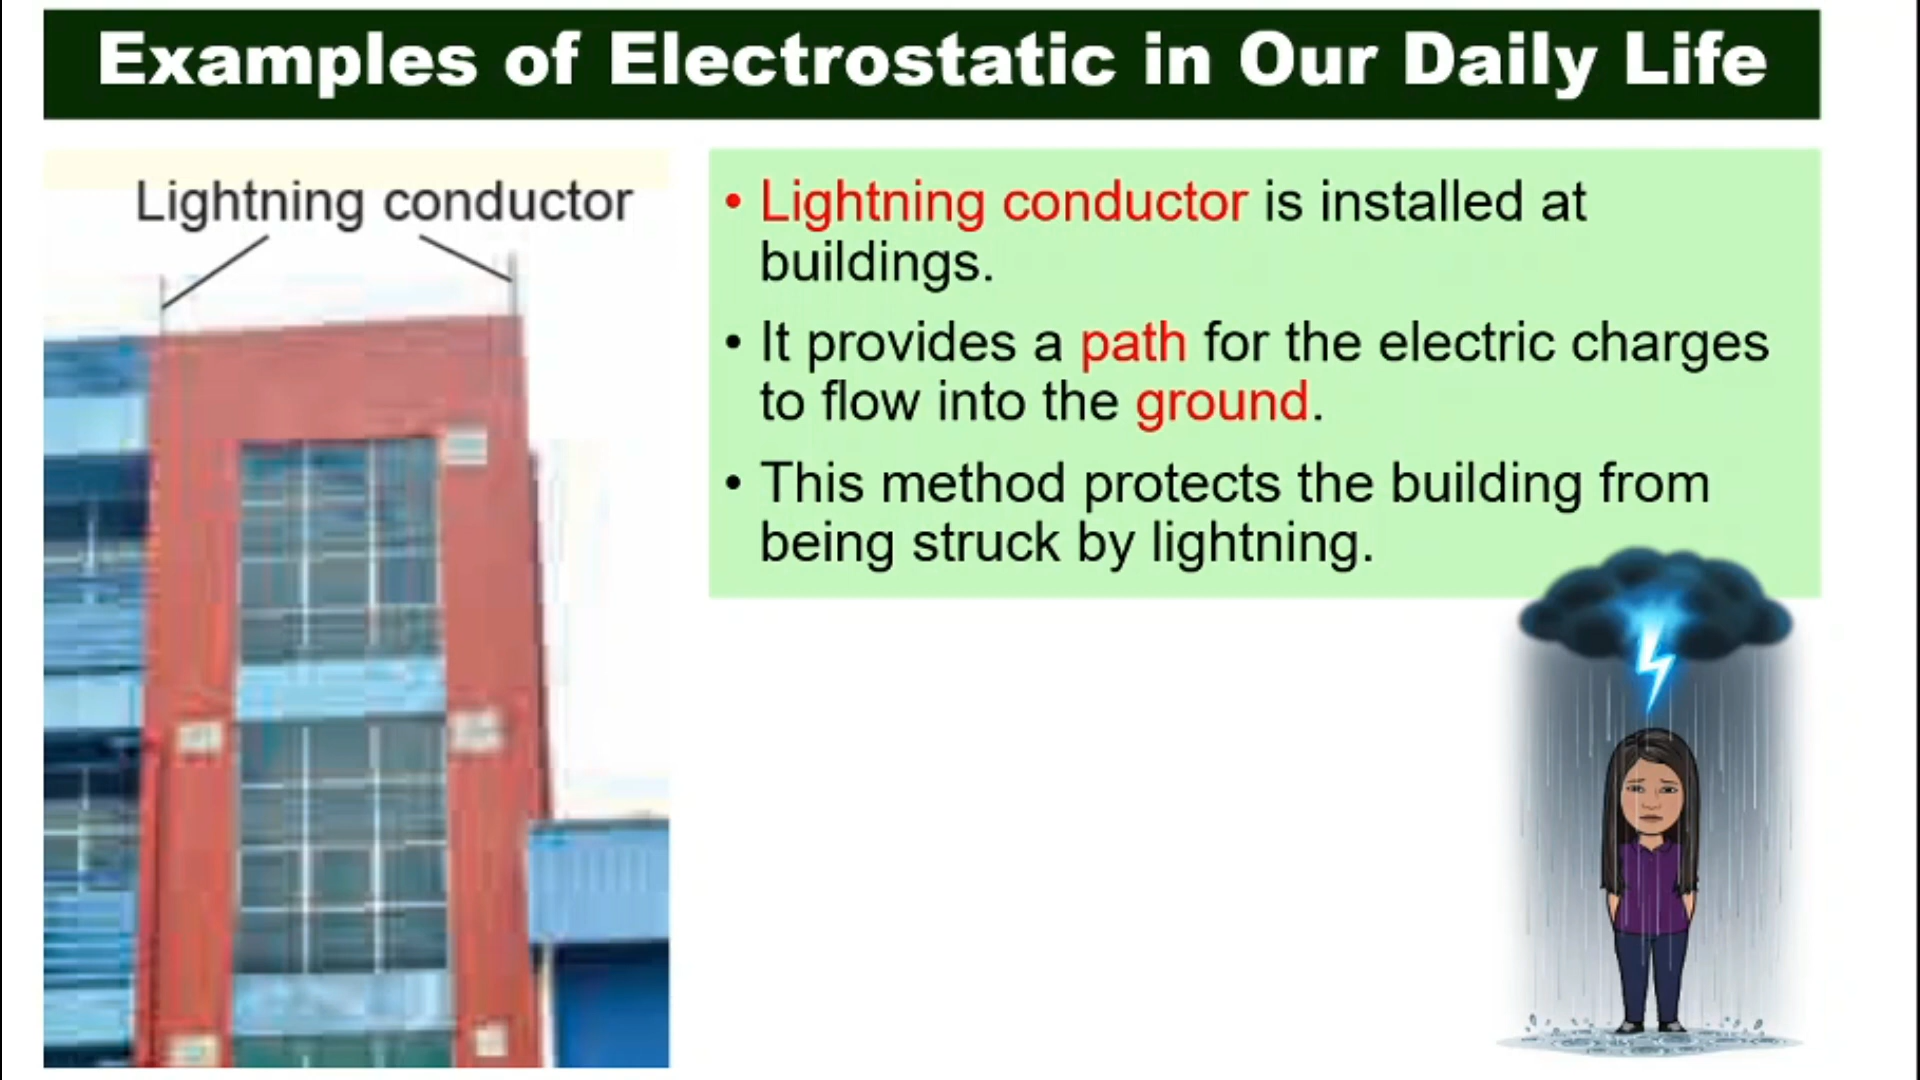 Examples of Electrostatic in Our Daily Life
Lightning conductor
• Lightning conductor is installed at
buildings.
• It provides a path for the electric charges
to flow into the ground.
• This method protects the building from
being struck by lightning.